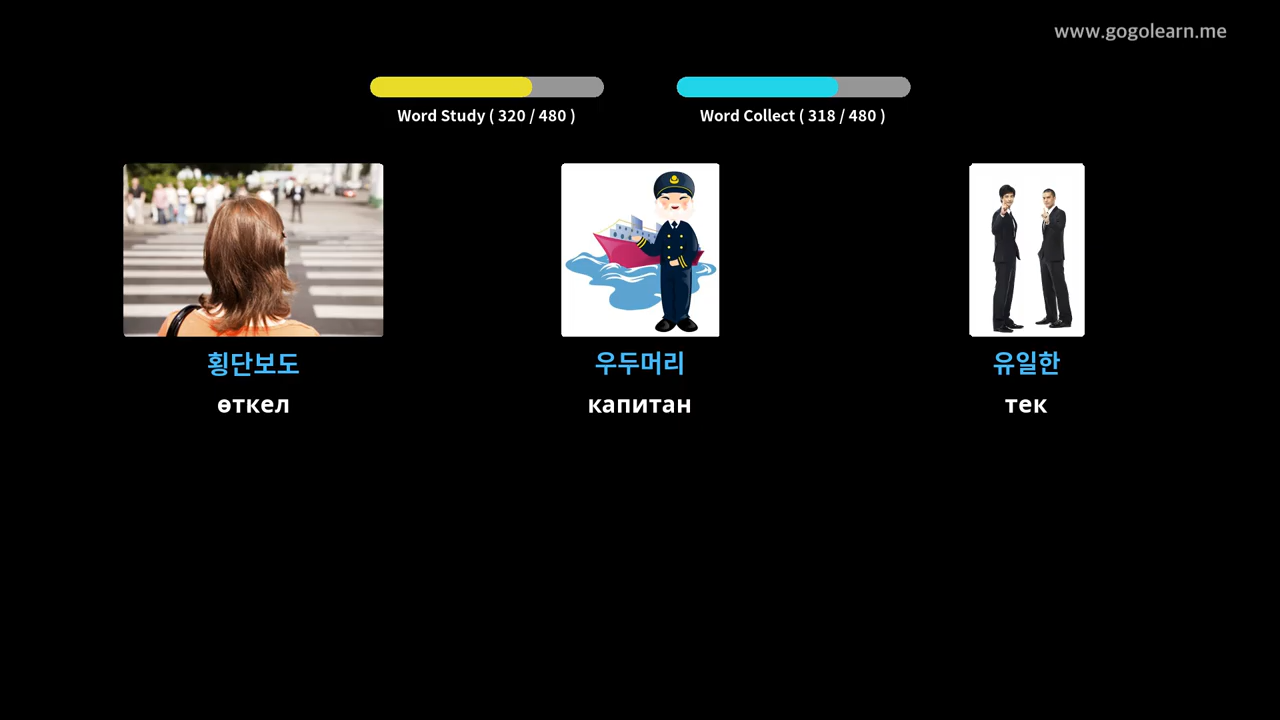 www.gogolearn.me
Word Study ( 320 / 480 )
Word Collect ( 318 / 480 )
횡단보도
우두머리
유일한
өткел
капитан
тек